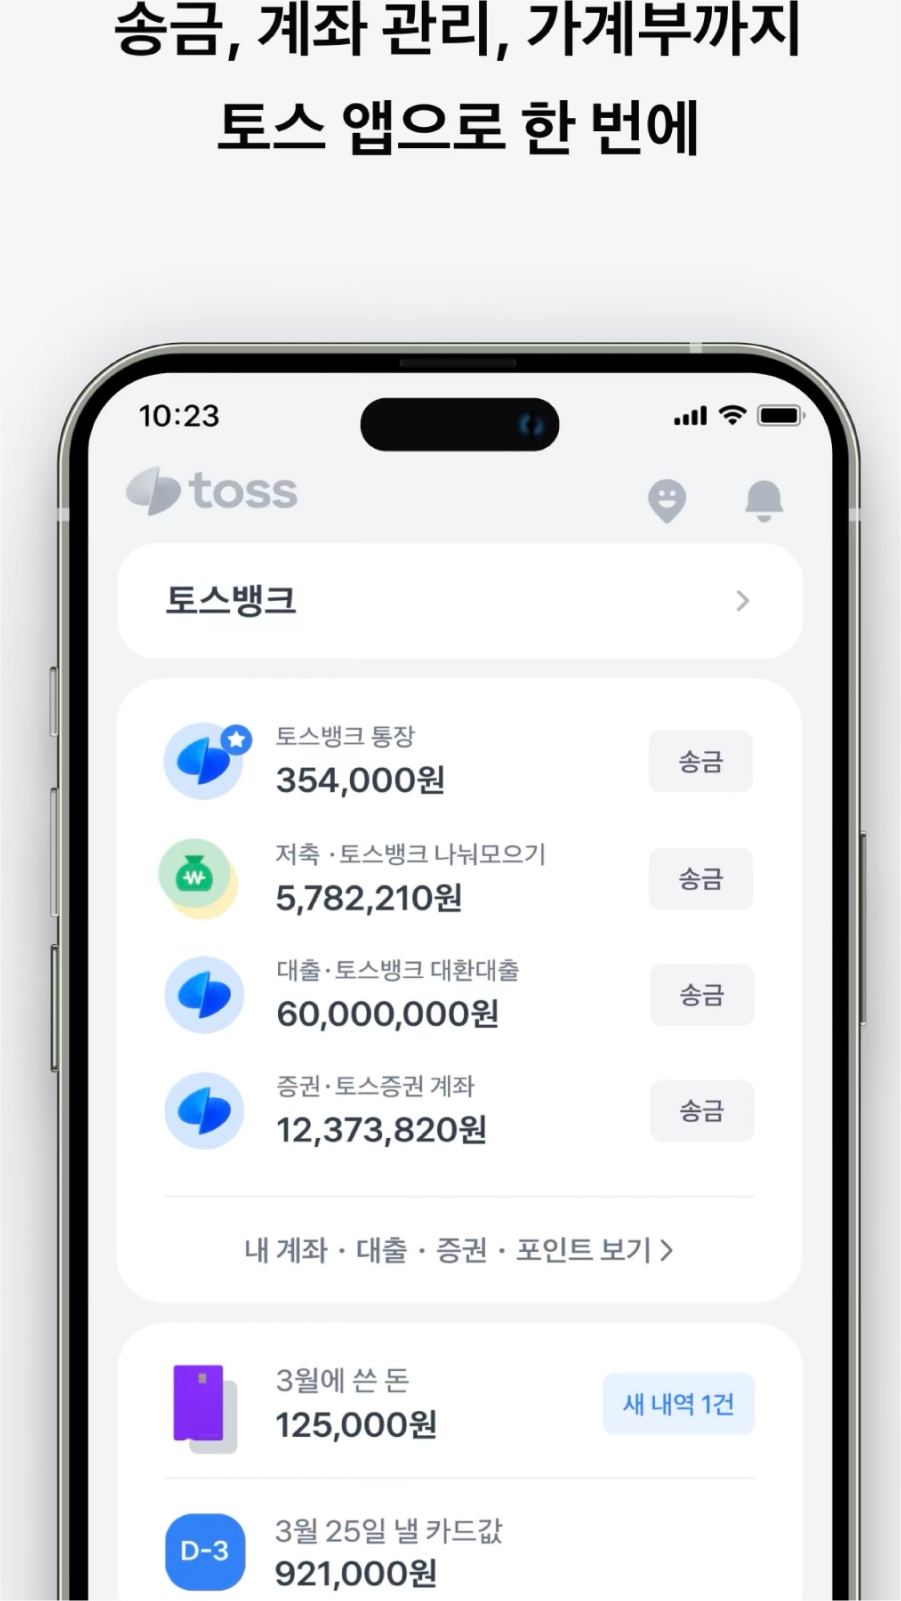 송금, 계좌 관리, 가계부까지
토스 앱으로 한 번에
10:23
toss
토스뱅크
토스뱅크 통장
354,000원
송금
저축 · 토스뱅크 나눠모으기
5,782,210원
송금
대출 · 토스뱅크 대환대출
60,000,000원
송금
증권 · 토스증권 계좌
12,373,820원
송금
내 계좌 · 대출 · 증권 · 포인트 보기
3월에 쓴 돈
125,000원
새 내역 1건
D-3
3월 25일 낼 카드값
921,000원